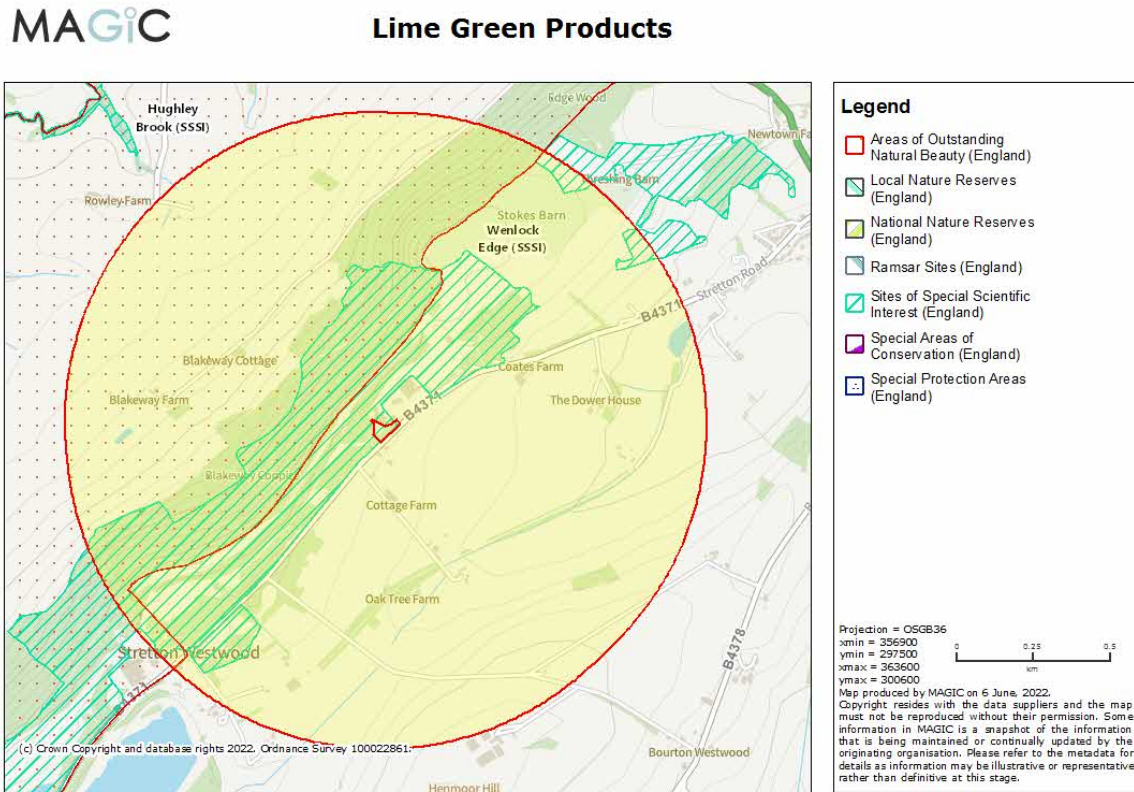 MAGiC
Lime Green Products
Edge Wood
Hughley
Brook (SSSI)
Newtown Fa
Rowley Farm
Stokes Barn
Wenlock
Edge (SSSI)
Stretton Road
B4371
Blakeway Cottage
Coates Farm
Blakeway Farm
The Dower House
B4371
Blakeway Coppice
Cottage Farm
Oak Tree Farm
Stretton Westwood
B4378
B4371
Bourton Westwood
(c) Crown Copyright and database rights 2022. Ordnance Survey 100022861.
Henmoor Hill
Legend
Areas of Outstanding
Natural Beauty (England)
Local Nature Reserves
(England)
National Nature Reserves
(England)
Ramsar Sites (England)
Sites of Special Scientific
Interest (England)
Special Areas of
Conservation (England)
Special Protection Areas
(England)
Projection = OSGB36
xmin = 356900
ymin = 297500
xmax = 363600
ymax = 300600
0 0.25 0.5
km
Map produced by MAGIC on 6 June, 2022.
Copyright resides with the data suppliers and the map
must not be reproduced without their permission. Some
information in MAGIC is a snapshot of the information
that is being maintained or continually updated by the
originating organisation. Please refer to the metadata for
details as information may be illustrative or representative
rather than definitive at this stage.